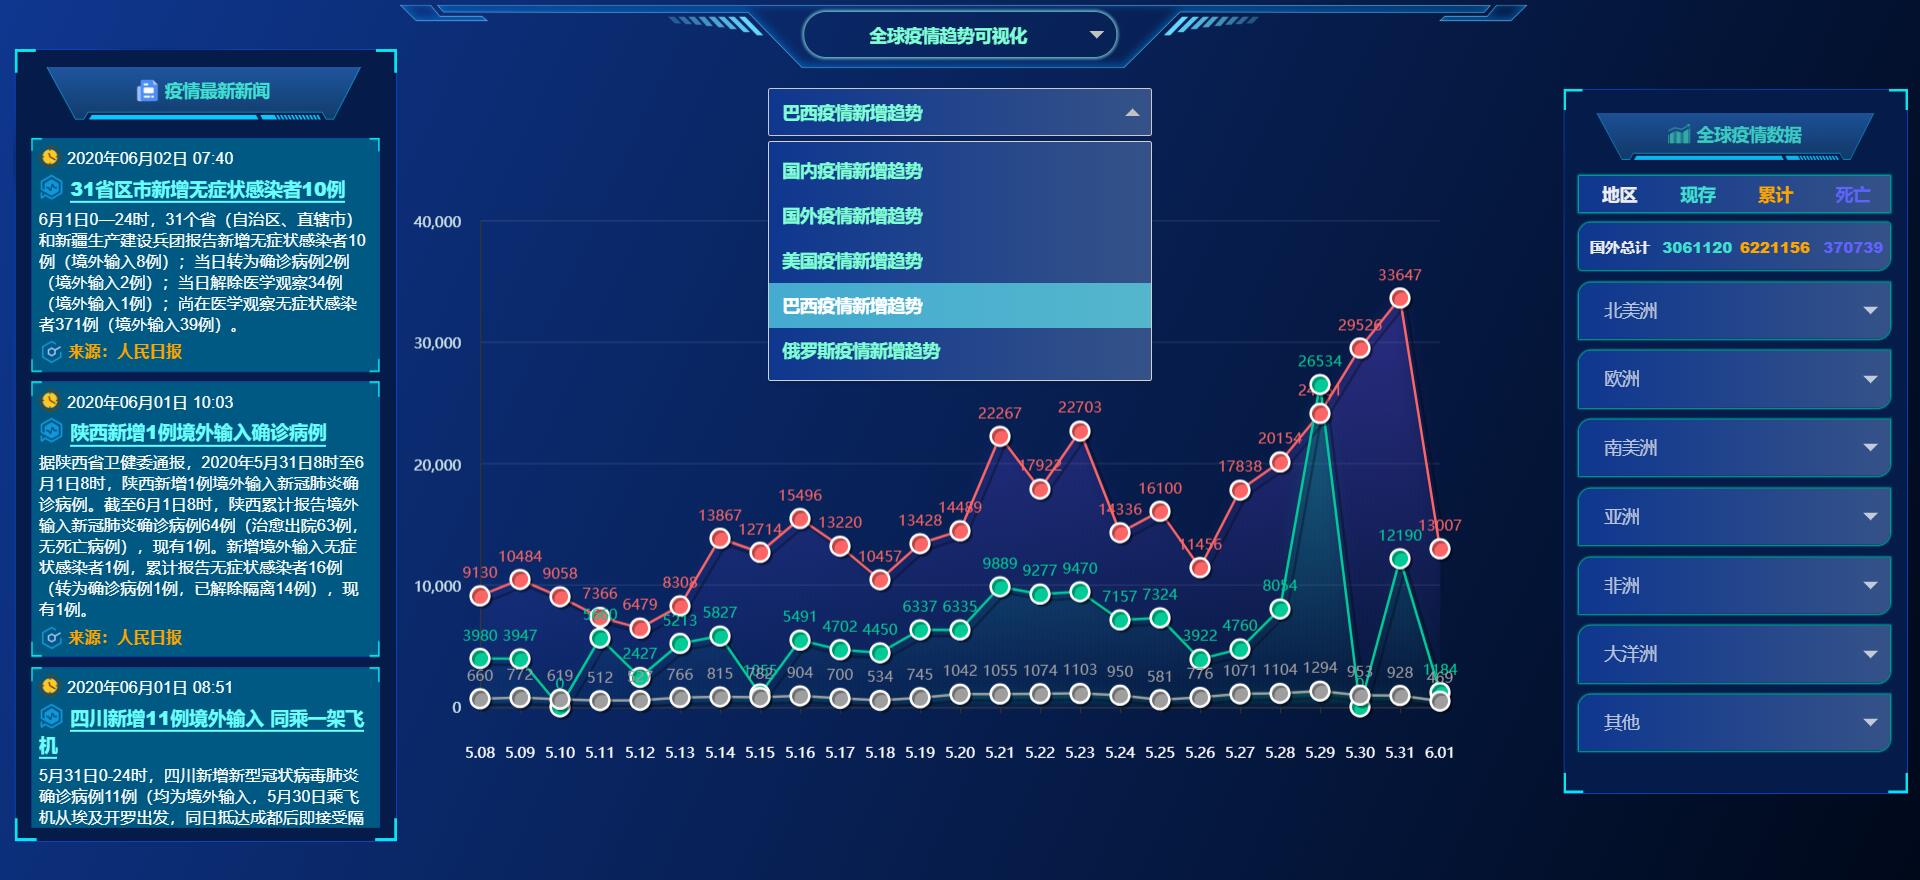 全球疫情趋势可视化
疫情最新新闻
2020年06月02日 07:40
31省区市新增无症状感染者10例
6月1日0—24时，31个省（自治区、直辖市）
和新疆生产建设兵团报告新增无症状感染者10
例（境外输入8例）；当日转为确诊病例2例
（境外输入2例）；当日解除医学观察34例
（境外输入1例）；尚在医学观察无症状感染
者371例（境外输入39例）。
来源：人民日报
2020年06月01日 10:03
陕西新增1例境外输入确诊病例
据陕西省卫健委通报，2020年5月31日8时至6
月1日8时，陕西新增1例境外输入新冠肺炎确
诊病例。截至6月1日8时，陕西累计报告境外
输入新冠肺炎确诊病例64例（治愈出院63例，
无死亡病例），现有1例。新增境外输入无症
状感染者1例，累计报告无症状感染者16例
（转为确诊病例1例，已解除隔离14例），现
有1例。
来源：人民日报
2020年06月01日 08:51
四川新增11例境外输入 同乘一架飞
机
5月31日0-24时，四川新增新型冠状病毒肺炎
确诊病例11例（均为境外输入，5月30日乘飞
机从埃及开罗出发，同日抵达成都后即接受隔
巴西疫情新增趋势
国内疫情新增趋势
国外疫情新增趋势
美国疫情新增趋势
巴西疫情新增趋势
俄罗斯疫情新增趋势
40,000
30,000
20,000
10,000
0
9130 10484 9058 7366 6479 8308 13867 12714 15496 13220 10457 13428 14489 22267 17922 22703 14336 16100 11456 17838 20154 29526 33647 13007
3980 3947 0 2427 5213 5827 1055 5491 4702 4450 6337 6335 9889 9277 9470 7157 7324 3922 4760 8054 26534 12190 1184
660 772 619 512 766 815 904 700 534 745 1042 1055 1074 1103 950 581 776 1071 1104 1294 953 928 469
5.08 5.09 5.10 5.11 5.12 5.13 5.14 5.15 5.16 5.17 5.18 5.19 5.20 5.21 5.22 5.23 5.24 5.25 5.26 5.27 5.28 5.29 5.30 5.31 6.01
全球疫情数据
地区 现存 累计 死亡
国外总计 3061120 6221156 370739
北美洲
欧洲
南美洲
亚洲
非洲
大洋洲
其他